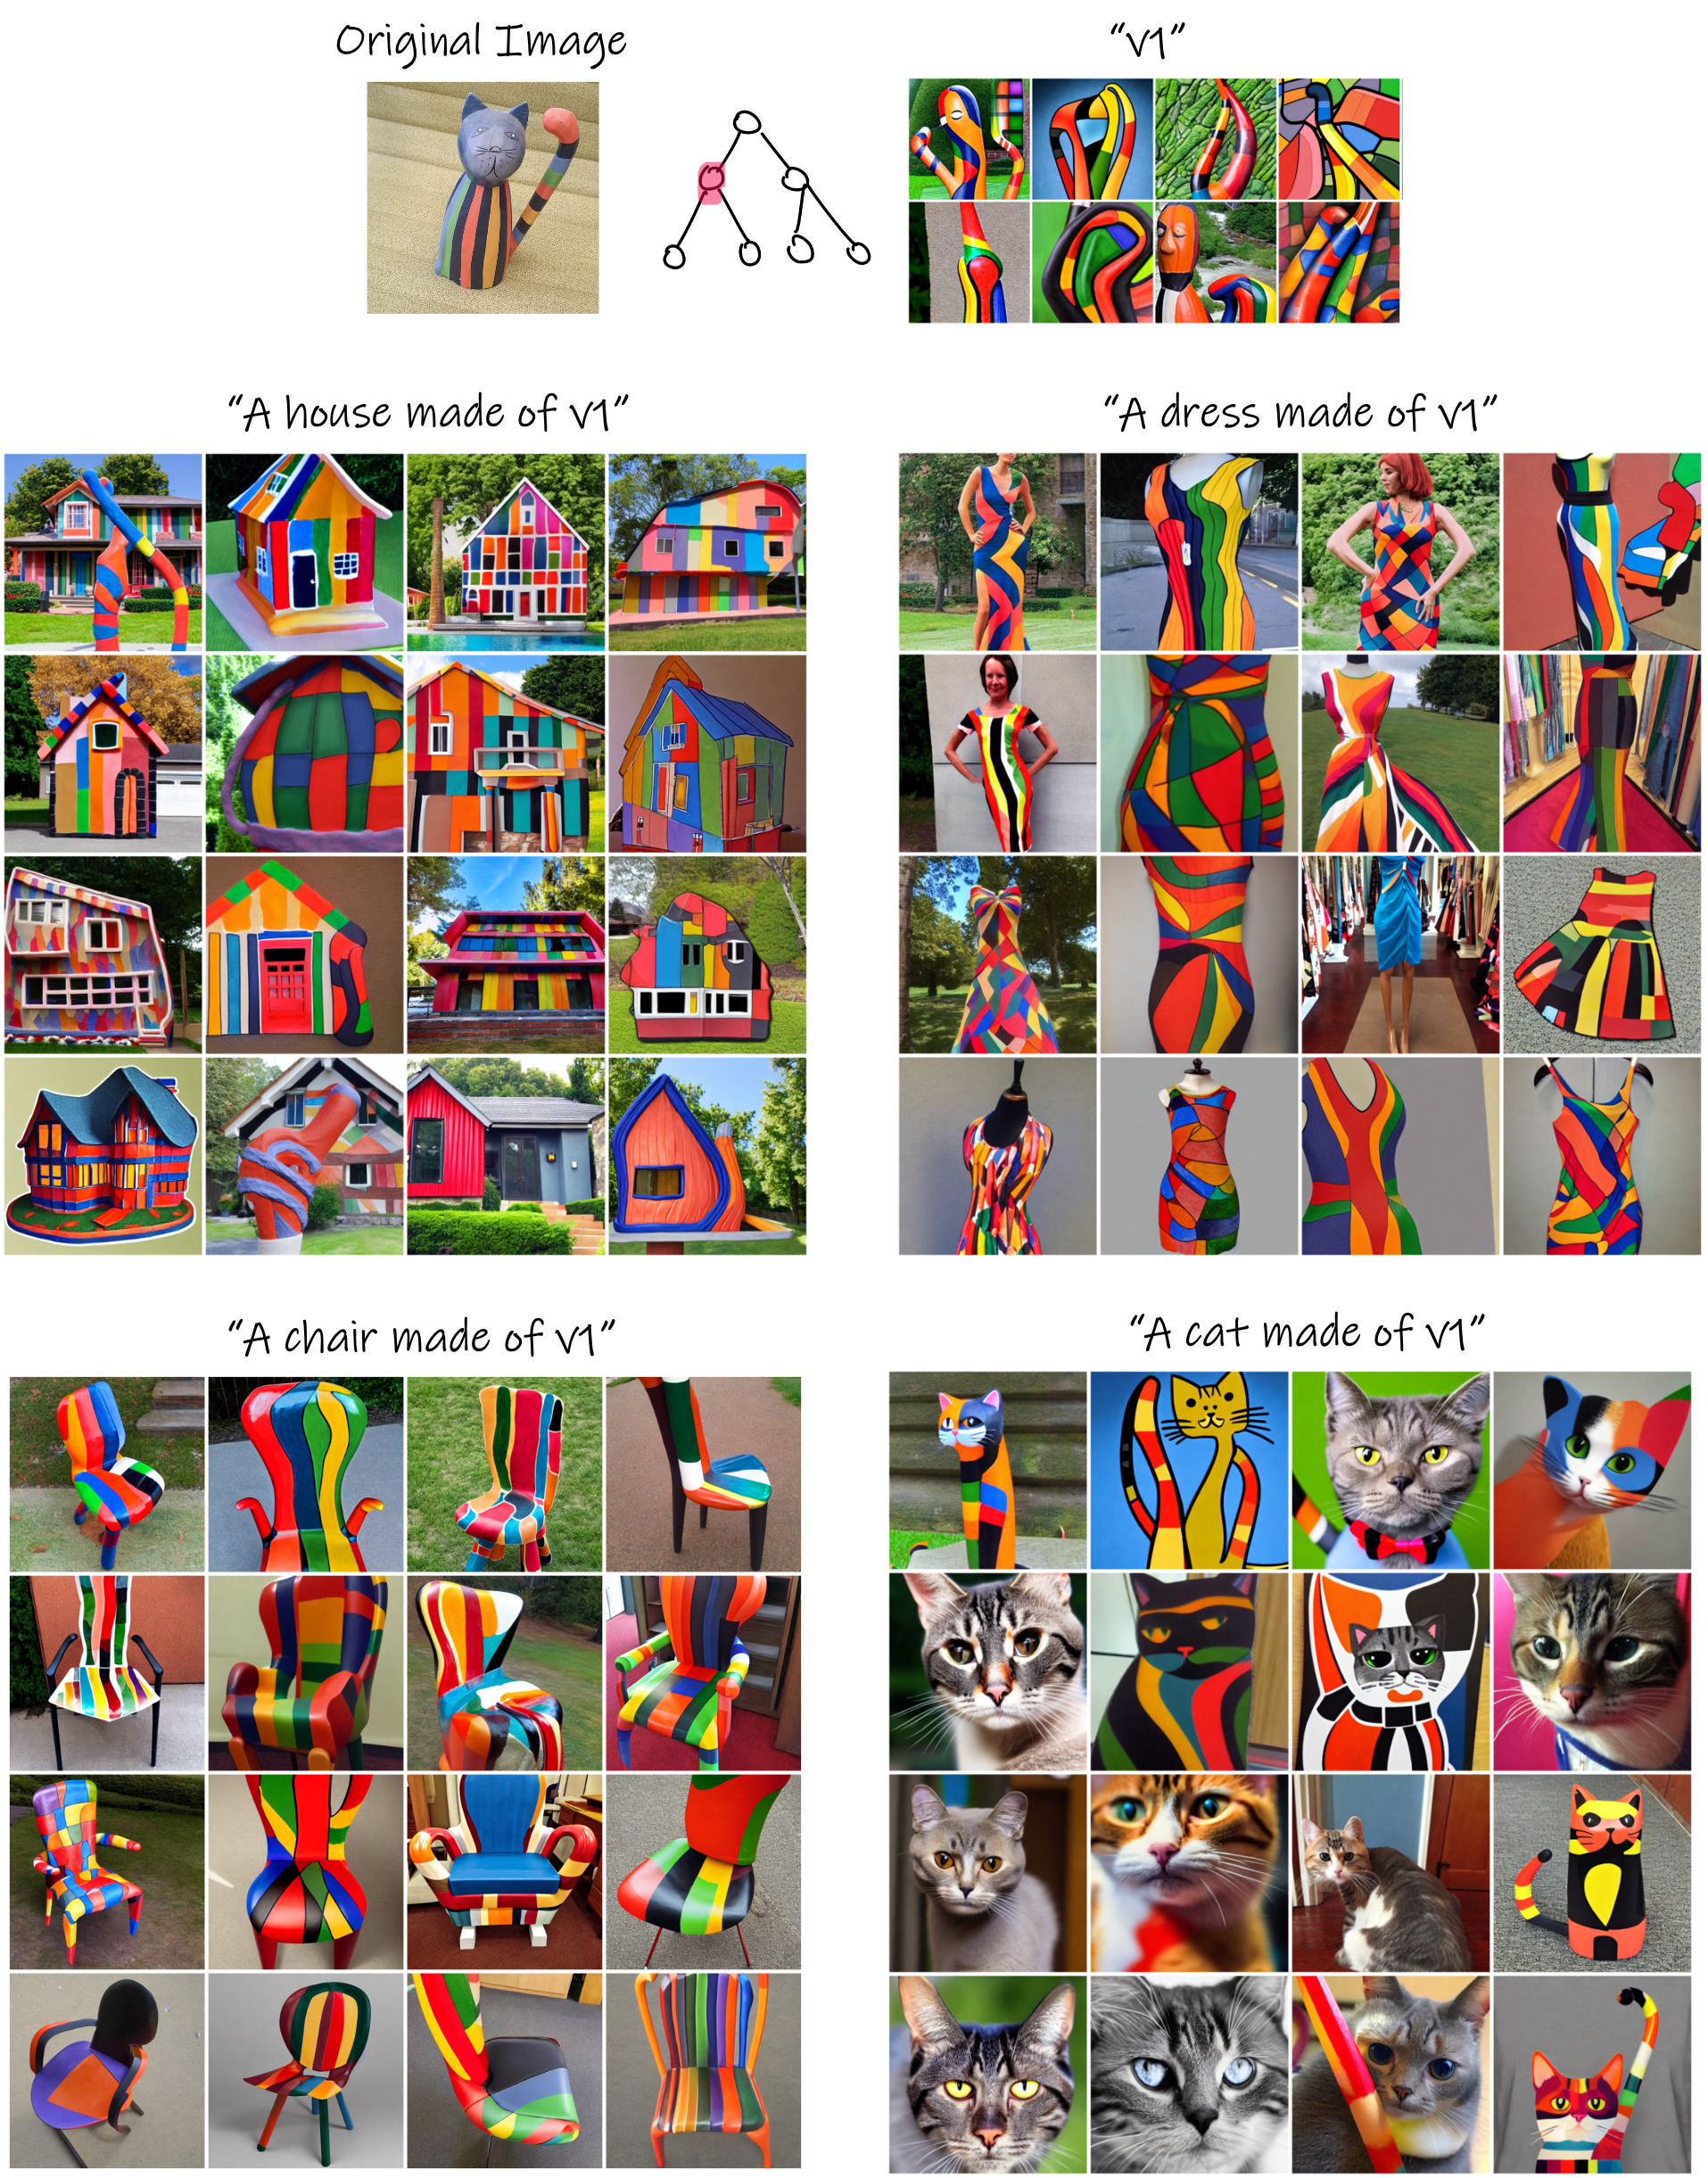 Original Image
“v1”
“A house made of v1”
“A dress made of v1”
“A chair made of v1”
“A cat made of v1”